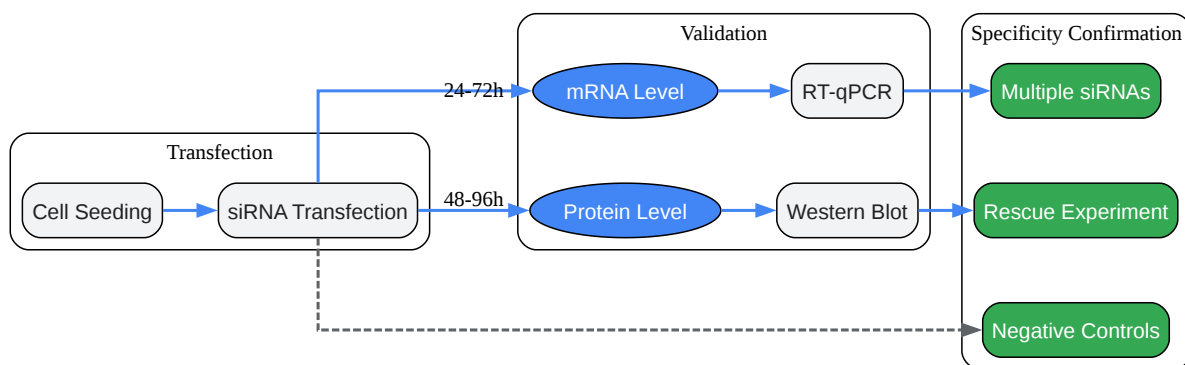 Validation
Specificity Confirmation
24-72h
mRNA Level
RT-qPCR
Multiple siRNAs
Transfection
Cell Seeding
siRNA Transfection
48-96h
Protein Level
Western Blot
Rescue Experiment
Negative Controls